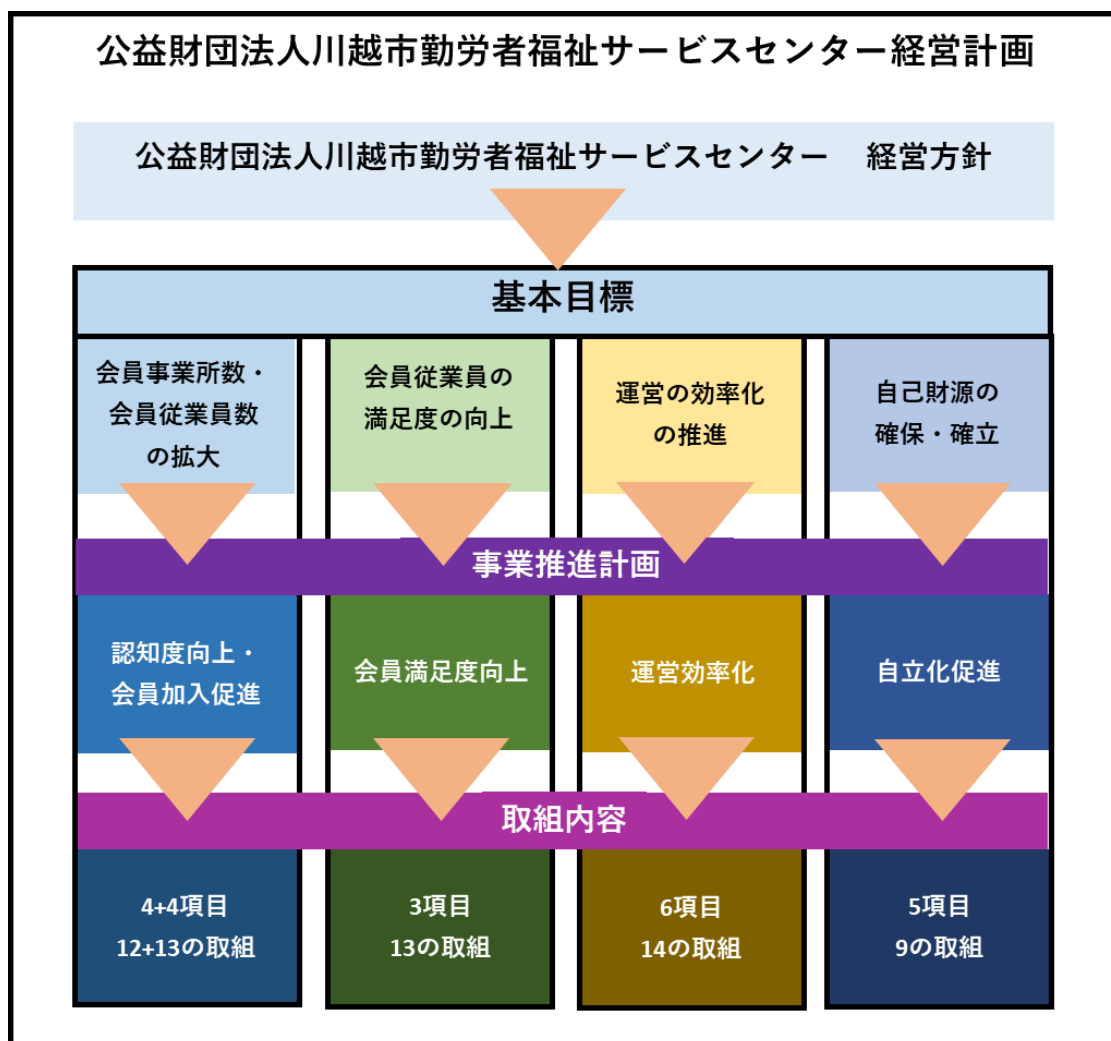 公益財団法人川越市勤労者福祉サービスセンター経営計画
公益財団法人川越市勤労者福祉サービスセンター　経営方針
基本目標
会員事業所数・
会員従業員数
の拡大
会員従業員の
満足度の向上
運営の効率化
の推進
自己財源の
確保・確立
事業推進計画
認知度向上・
会員加入促進
会員満足度向上
運営効率化
自立化促進
取組内容
4+4項目
12+13の取組
3項目
13の取組
6項目
14の取組
5項目
9の取組